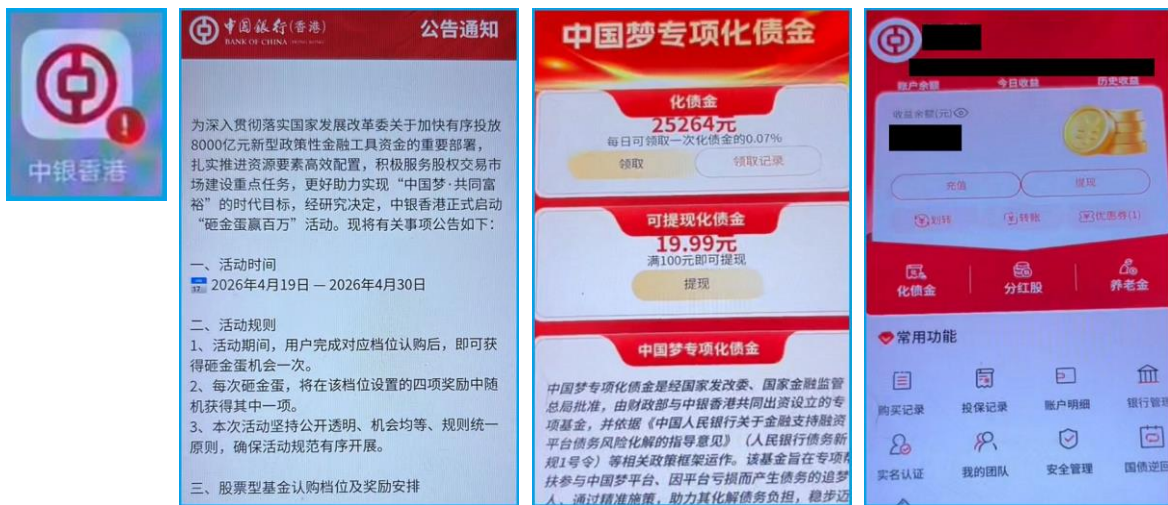 中银香港
中国银行(香港)
BANK OF CHINA (HONG KONG)
公告通知
为深入贯彻落实国家发展改革委关于加快有序投放
8000亿元新型政策性金融工具资金的重要部署，
扎实推进资源要素高效配置，积极服务股权交易市
场建设重点任务，更好助力实现“中国梦·共同富
裕”的时代目标，经研究决定，中银香港正式启动
“砸金蛋赢百万”活动。现将有关事项公告如下：
一、活动时间
2026年4月19日 — 2026年4月30日
二、活动规则
1、活动期间，用户完成对应档位认购后，即可获
得砸金蛋机会一次。
2、每次砸金蛋，将在该档位设置的四项奖励中随
机获得其中一项。
3、本次活动坚持公开透明、机会均等、规则统一
原则，确保活动规范有序开展。
三、股票型基金认购档位及奖励安排
中国梦专项化债金
化债金
25264元
每日可领取一次化债金的0.07%
领取
领取记录
可提现化债金
19.99元
满100元即可提现
提现
中国梦专项化债金
中国梦专项化债金是经国家发改委、国家金融监管
总局批准，由财政部与中银香港共同出资设立的专
项基金，并依据《中国人民银行关于金融支持融资
平台债务风险化解的指导意见》（人民银行债务新
规1号令）等相关政策框架运作。该基金旨在专项帮
扶参与中国梦平台、因平台亏损而产生债务的追梦
人，通过精准施策，助力其化解债务负担，稳步迈
账户余额
今日收益
历史收益
收益余额(元)
充值
提现
划转
转账
优惠券(1)
化债金
分红股
养老金
常用功能
购买记录
投保记录
账户明细
银行管理
实名认证
我的团队
安全管理
国债逆回